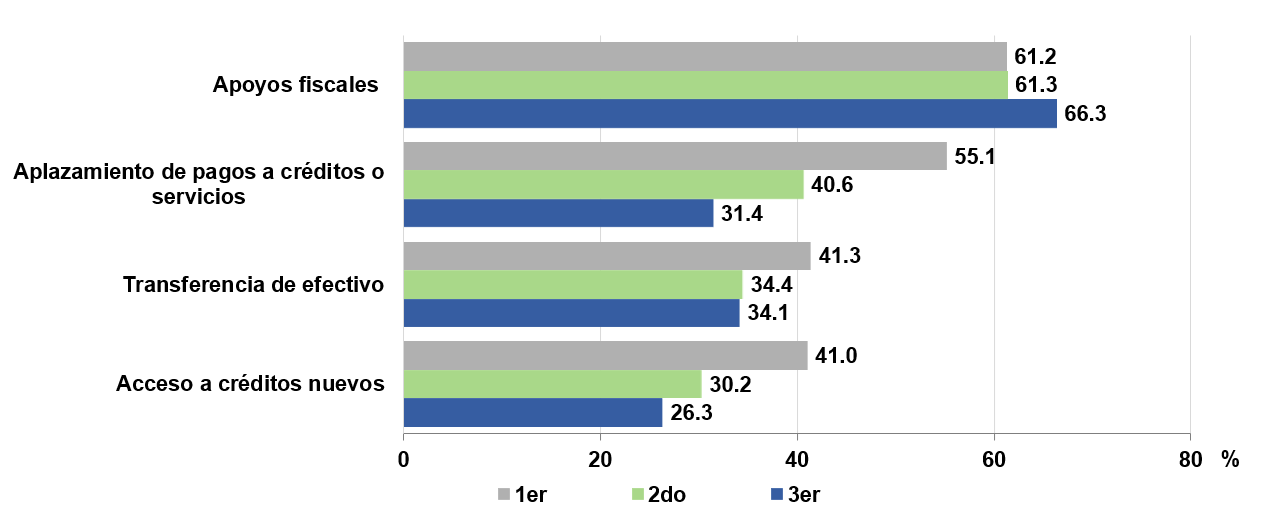 Apoyos fiscales
61.2
61.3
66.3
Aplazamiento de pagos a créditos o
servicios
55.1
40.6
31.4
Transferencia de efectivo
41.3
34.4
34.1
Acceso a créditos nuevos
41.0
30.2
26.3
0 20 40 60 80 %
1er 2do 3er